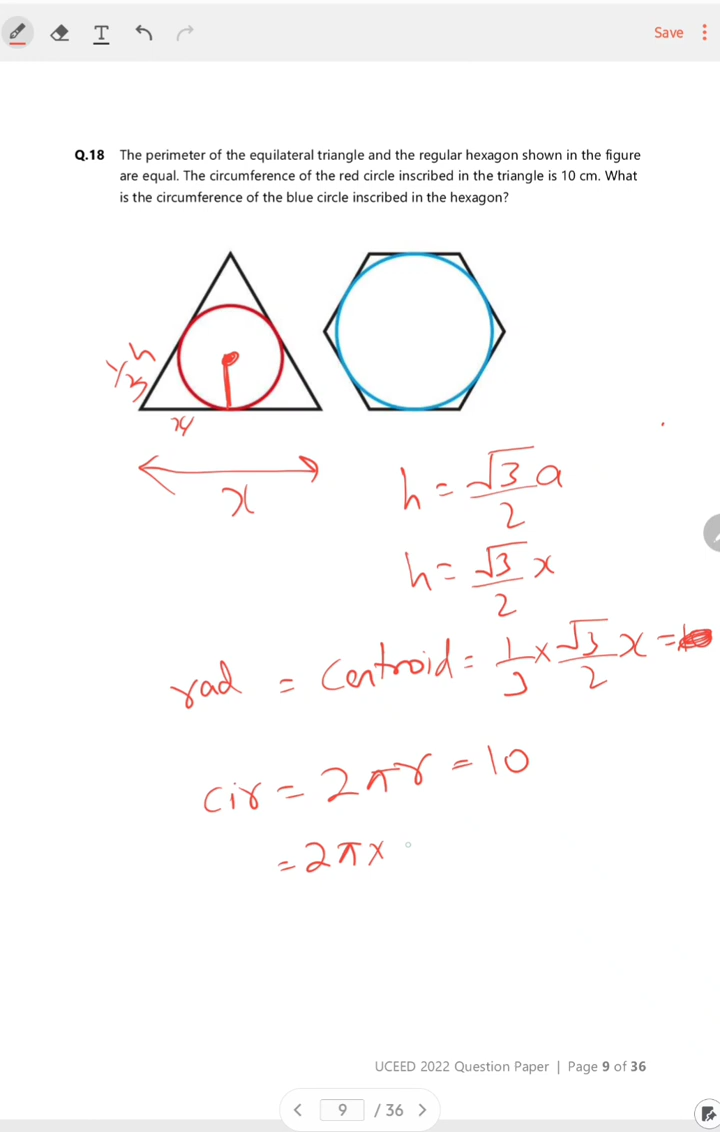 T
Save
Q.18 The perimeter of the equilateral triangle and the regular hexagon shown in the figure
are equal. The circumference of the red circle inscribed in the triangle is 10 cm. What
is the circumference of the blue circle inscribed in the hexagon?
1/3 h
x
h = √3 a / 2
h = √3 x / 2
rad = Centroid = 1/3 × √3/2 x =
cir = 2πr = 10
= 2π×
UCEED 2022 Question Paper | Page 9 of 36
< 9 / 36 >